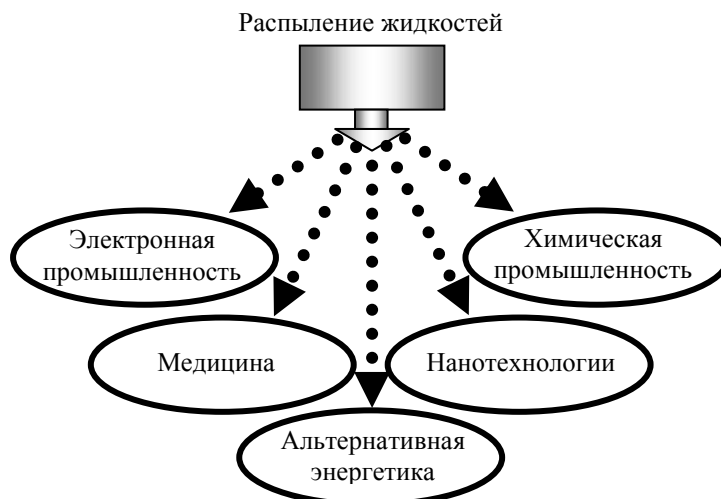 Распыление жидкостей
Электронная
промышленность
Химическая
промышленность
Медицина
Нанотехнологии
Альтернативная
энергетика